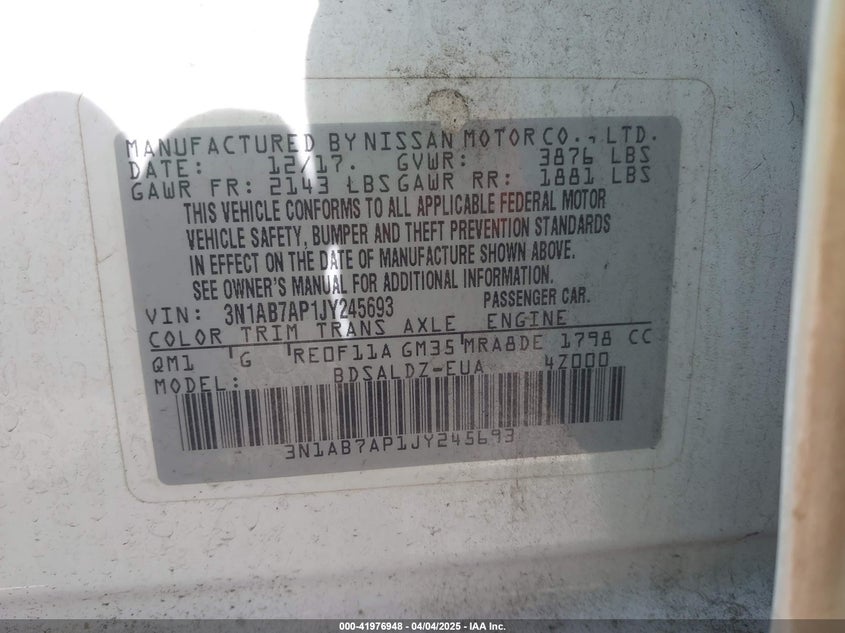 MANUFACTURED BY NISSAN MOTOR CO., LTD.
DATE: 12/17. GVWR: 3876 LBS
GAWR FR: 2143 LBS GAWR RR: 1881 LBS
THIS VEHICLE CONFORMS TO ALL APPLICABLE FEDERAL MOTOR
VEHICLE SAFETY, BUMPER AND THEFT PREVENTION STANDARDS
IN EFFECT ON THE DATE OF MANUFACTURE SHOWN ABOVE.
SEE OWNER'S MANUAL FOR ADDITIONAL INFORMATION.
VIN: 3N1AB7AP1JY245693 PASSENGER CAR.
COLOR TRIM TRANS AXLE ENGINE
QM1 G RE0F11A GM35 MRA8DE 1798 CC
MODEL: BDSALDZ-EUA 4Z000
3N1AB7AP1JY245693
000-41976948 | 04/04/2025 - IAA Inc.